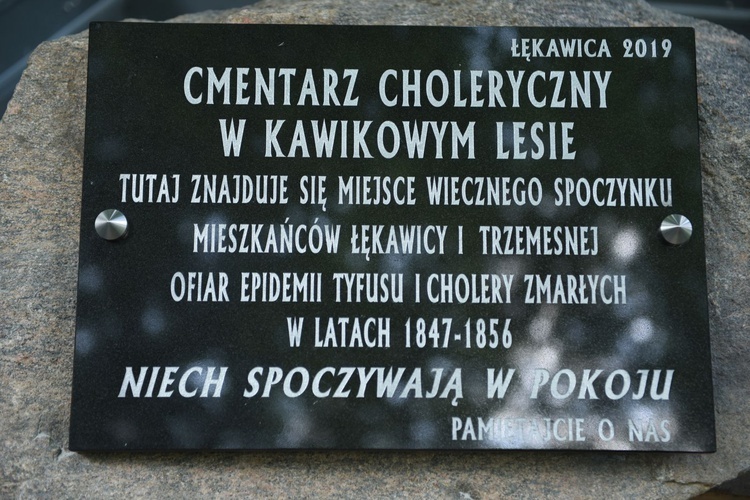 ŁĘKAWICA 2019
CMENTARZ CHOLERYCZNY
W KAWIKOWYM LESIE
TUTAJ ZNAJDUJE SIĘ MIEJSCE WIECZNEGO SPOCZYNKU
MIESZKAŃCÓW ŁĘKAWICY I TRZEMESNEJ
OFIAR EPIDEMII TYFUSU I CHOLERY ZMARŁYCH
W LATACH 1847-1856
NIECH SPOCZYWAJĄ W POKOJU
PAMIĘTAJCIE O NAS